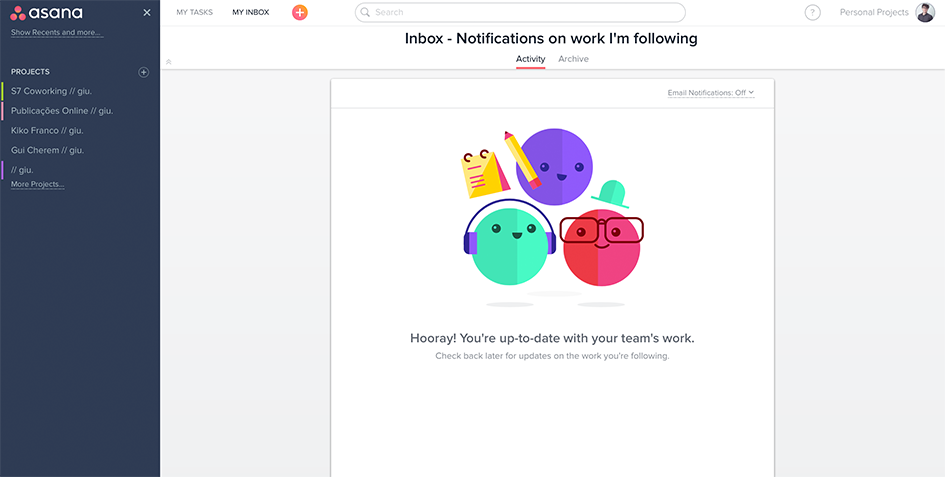 asana
Show Recents and more...
PROJECTS
S7 Coworking // giu.
Publicações Online // giu.
Kiko Franco // giu.
Gui Cherem // giu.
// giu.
More Projects...
MY TASKS
MY INBOX
Search
?
Personal Projects
Inbox - Notifications on work I'm following
Activity
Archive
Email Notifications: Off
Hooray! You're up-to-date with your team's work.
Check back later for updates on the work you're following.